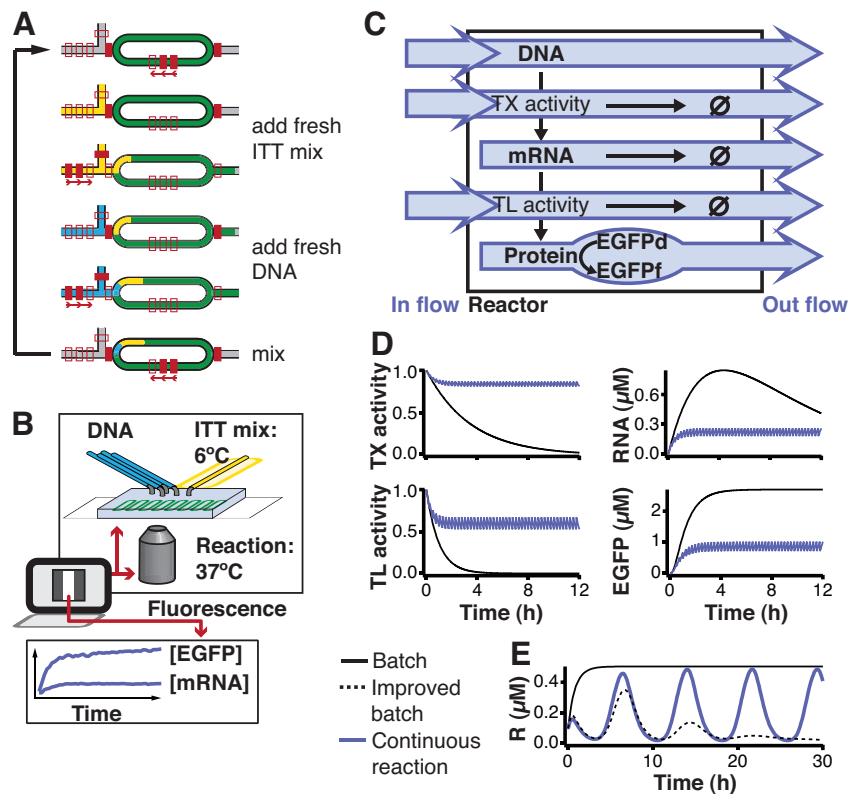 A
add fresh
ITT mix
add fresh
DNA
mix
B
DNA
ITT mix:
6°C
Reaction:
37°C
Fluorescence
[EGFP]
[mRNA]
Time
C
DNA
TX activity
Ø
mRNA
Ø
TL activity
Ø
Protein
EGFPd
EGFPf
In flow
Reactor
Out flow
D
TX activity
1.0
0.5
0.0
RNA (µM)
0.6
0.3
0.0
TL activity
1.0
0.5
0.0
0 4 8 12
Time (h)
EGFP (µM)
2
1
0
0 4 8 12
Time (h)
Batch
Improved
batch
Continuous
reaction
E
R (µM)
0.4
0.2
0.0
0 10 20 30
Time (h)